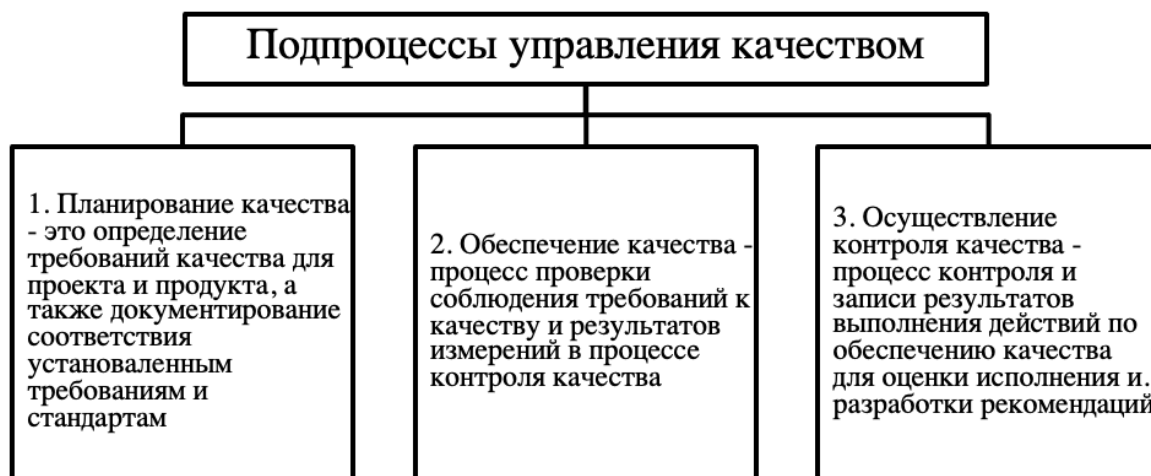 Подпроцессы управления качеством
1. Планирование качества
- это определение
требований качества для
проекта и продукта, а
также документирование
соответствия
установаленным
требованиям и
стандартам
2. Обеспечение качества -
процесс проверки
соблюдения требований к
качеству и результатов
измерений в процессе
контроля качества
3. Осуществление
контроля качества -
процесс контроля и
записи результатов
выполнения действий по
обеспечению качества
для оценки исполнения и.
разработки рекомендаций